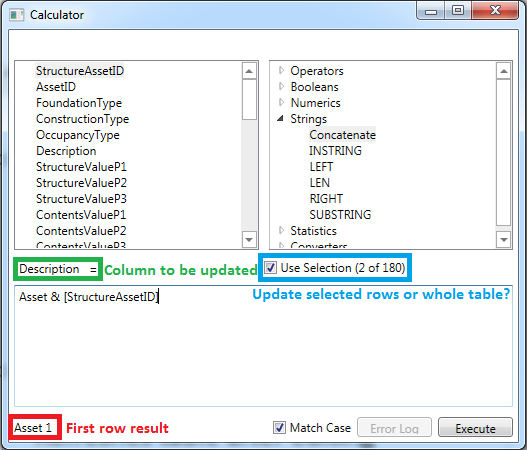 Calculator
StructureAssetID
AssetID
FoundationType
ConstructionType
OccupancyType
Description
StructureValueP1
StructureValueP2
StructureValueP3
ContentsValueP1
ContentsValueP2
ContentsValueP3
Operators
Booleans
Numerics
Strings
Concatenate
INSTRING
LEFT
LEN
RIGHT
SUBSTRING
Statistics
Converters
Description = Column to be updated
Use Selection (2 of 180)
Update selected rows or whole table?
Asset & [StructureAssetID]
Asset 1 First row result
Match Case
Error Log
Execute